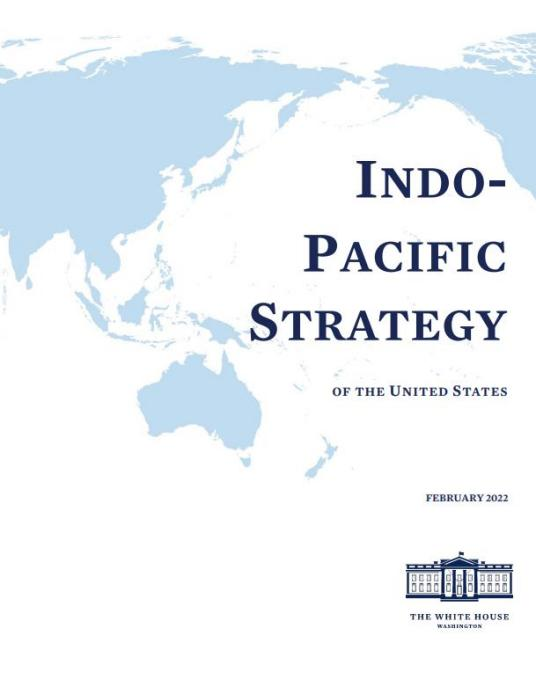 INDO-
PACIFIC
STRATEGY
OF THE UNITED STATES
FEBRUARY 2022
THE WHITE HOUSE
WASHINGTON